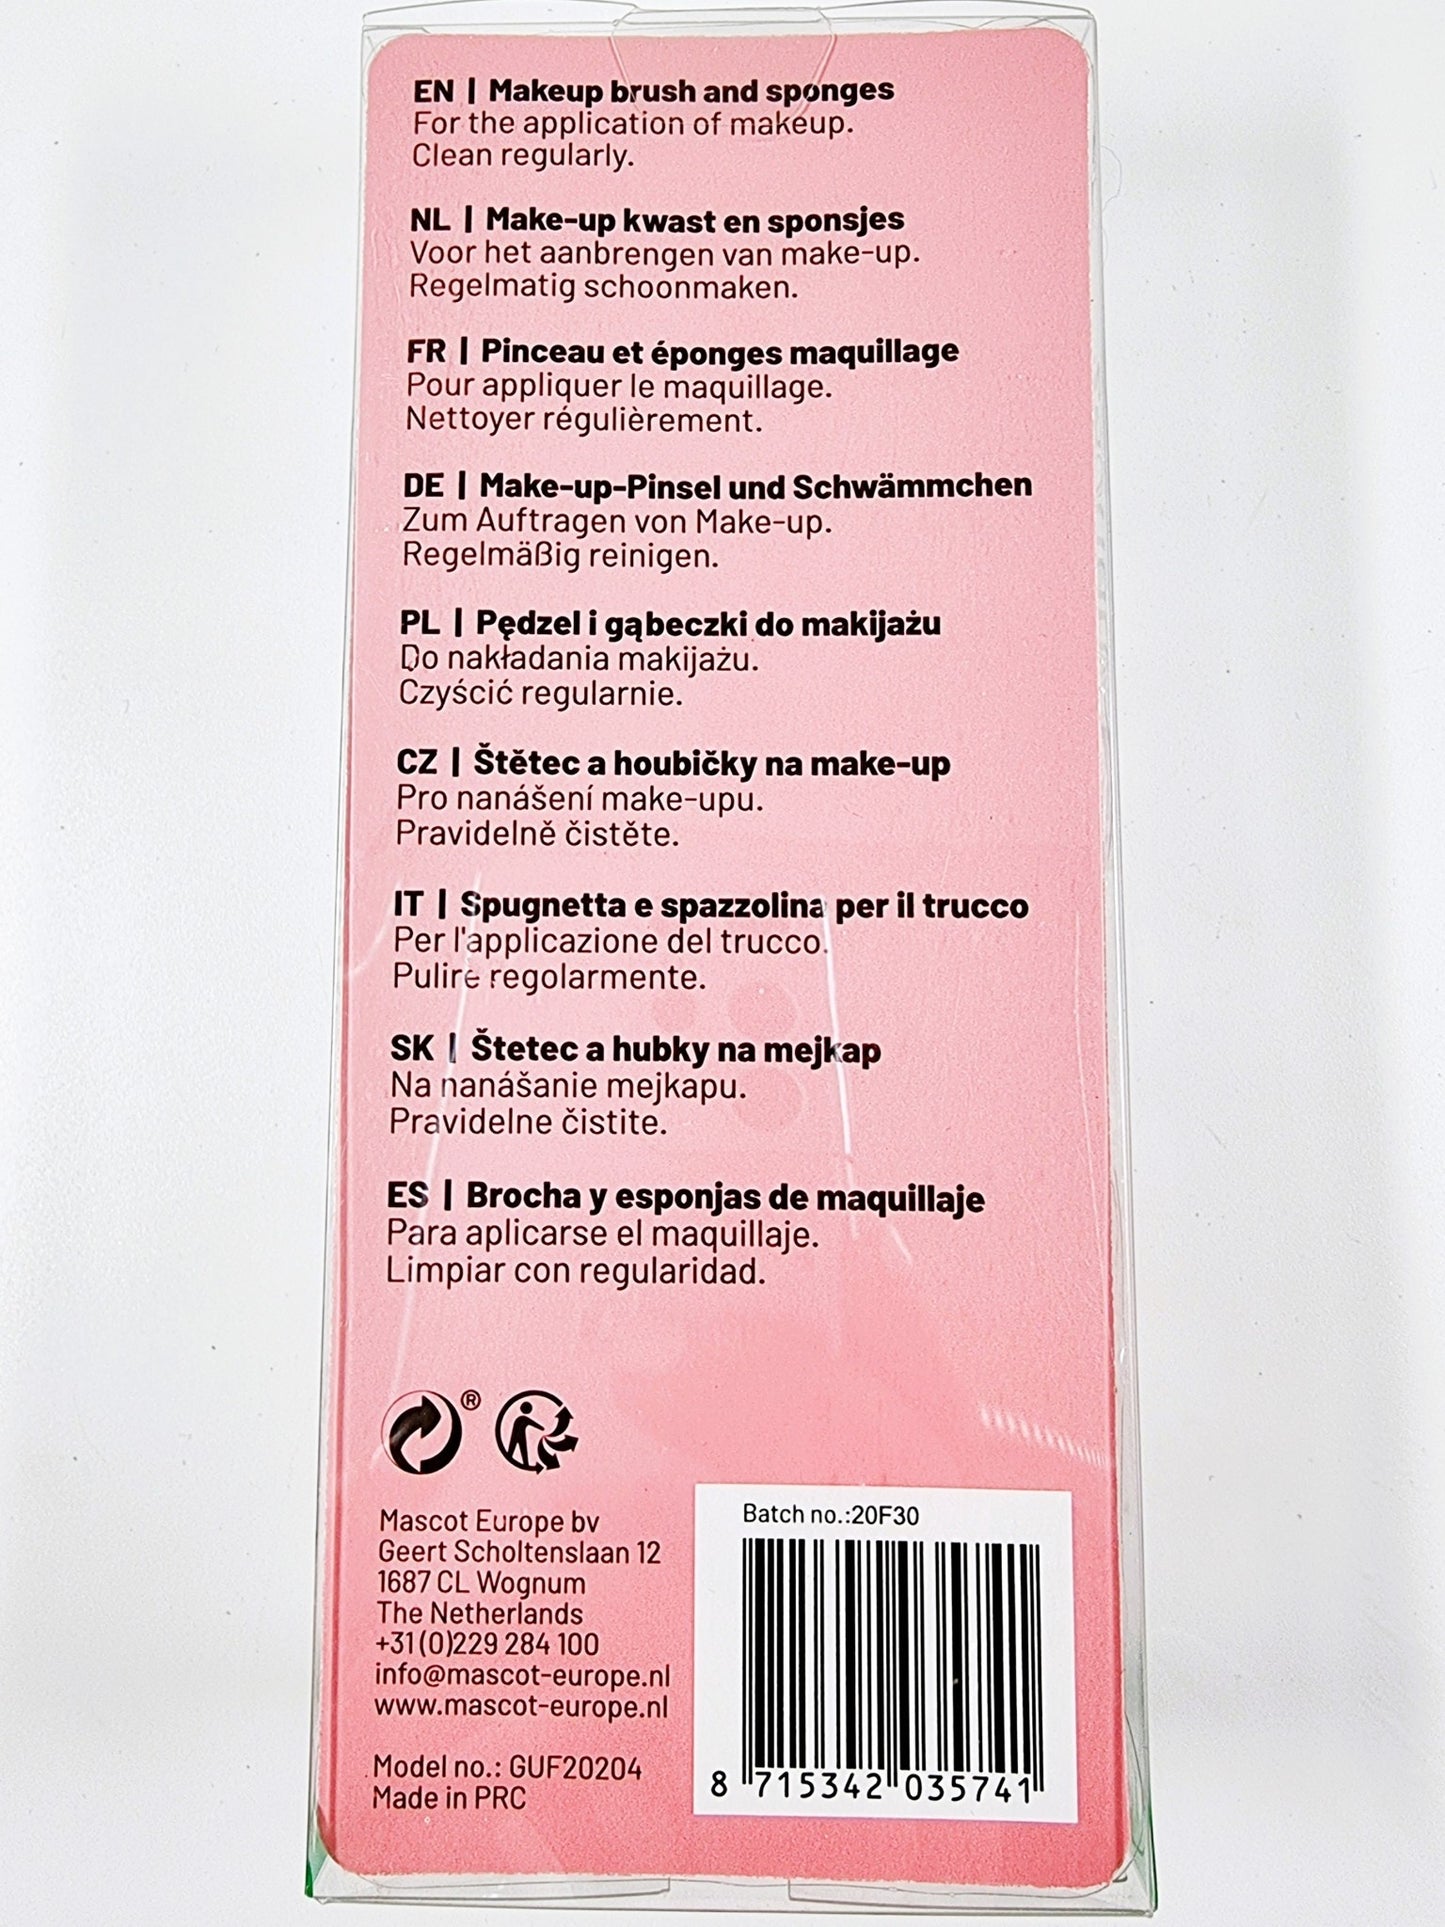 EN | Makeup brush and sponges
For the application of makeup.
Clean regularly.
NL | Make-up kwast en sponsjes
Voor het aanbrengen van make-up.
Regelmatig schoonmaken.
FR | Pinceau et éponges maquillage
Pour appliquer le maquillage.
Nettoyer régulièrement.
DE | Make-up-Pinsel und Schwämmchen
Zum Auftragen von Make-up.
Regelmäßig reinigen.
PL | Pędzel i gąbeczki do makijażu
Do nakładania makijażu.
Czyścić regularnie.
CZ | Štětec a houbičky na make-up
Pro nanášení make-upu.
Pravidelně čistěte.
IT | Spugnetta e spazzolina per il trucco
Per l'applicazione del trucco.
Pulire regolarmente.
SK | Štetec a hubky na mejkap
Na nanášanie mejkapu.
Pravidelne čistite.
ES | Brocha y esponjas de maquillaje
Para aplicarse el maquillaje.
Limpiar con regularidad.
®
Mascot Europe bv
Geert Scholtenslaan 12
1687 CL Wognum
The Netherlands
+31(0)229 284 100
info@mascot-europe.nl
www.mascot-europe.nl
Model no.: GUF20204
Made in PRC
Batch no.:20F30
8 715342 035741